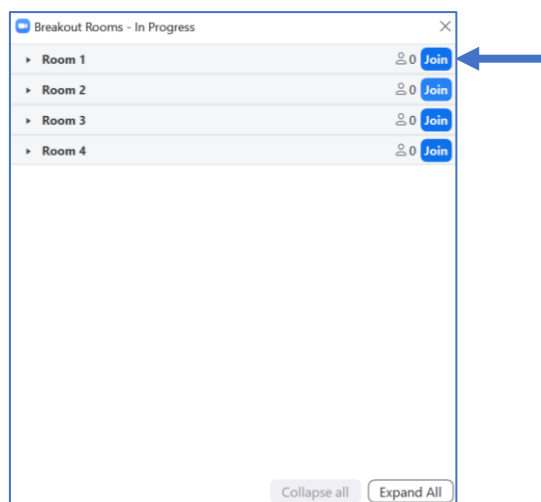 Breakout Rooms - In Progress
Room 1 0 Join
Room 2 0 Join
Room 3 0 Join
Room 4 0 Join
Collapse all Expand All